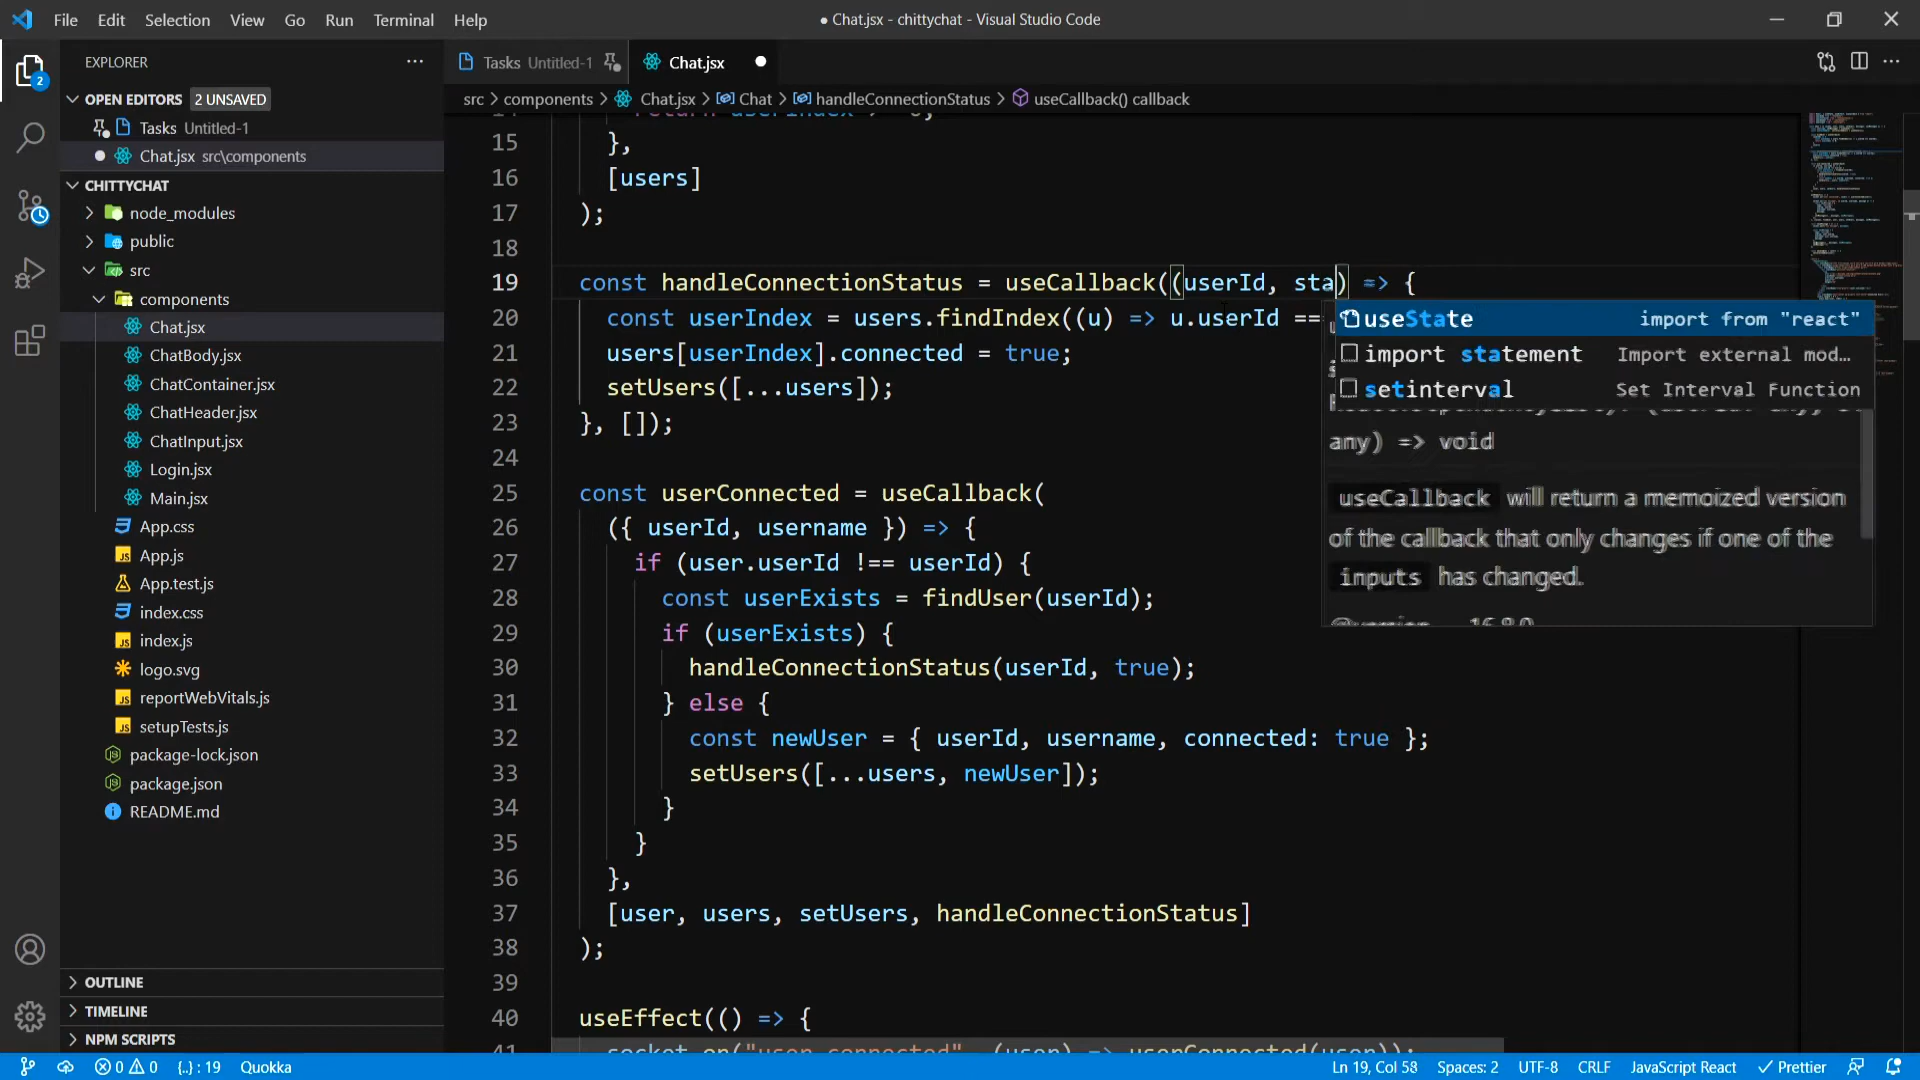 File Edit Selection View Go Run Terminal Help
● Chat.jsx - chittychat - Visual Studio Code
EXPLORER
OPEN EDITORS 2 UNSAVED
Tasks Untitled-1
Chat.jsx src\components
CHITTYCHAT
node_modules
public
src
components
Chat.jsx
ChatBody.jsx
ChatContainer.jsx
ChatHeader.jsx
ChatInput.jsx
Login.jsx
Main.jsx
App.css
App.js
App.test.js
index.css
index.js
logo.svg
reportWebVitals.js
setupTests.js
package-lock.json
package.json
README.md
OUTLINE
TIMELINE
NPM SCRIPTS
Tasks Untitled-1
Chat.jsx
src > components > Chat.jsx > Chat > handleConnectionStatus > useCallback() callback
15 },
16 [users]
17 );
18
19 const handleConnectionStatus = useCallback((userId, sta) => {
20 const userIndex = users.findIndex((u) => u.userId ==
21 users[userIndex].connected = true;
22 setUsers([...users]);
23 }, []);
24
25 const userConnected = useCallback(
26 ({ userId, username }) => {
27 if (user.userId !== userId) {
28 const userExists = findUser(userId);
29 if (userExists) {
30 handleConnectionStatus(userId, true);
31 } else {
32 const newUser = { userId, username, connected: true };
33 setUsers([...users, newUser]);
34 }
35 }
36 },
37 [user, users, setUsers, handleConnectionStatus]
38 );
39
40 useEffect(() => {
41 socket.on("user connected", (user) => userConnected(user));
useState import from "react"
import statement Import external mod…
setinterval Set Interval Function
any) => void
useCallback will return a memoized version
of the callback that only changes if one of the
inputs has changed.
@version — 16.8.0
2
0 0
{..} : 19
Quokka
Ln 19, Col 58
Spaces: 2
UTF-8
CRLF
JavaScript React
Prettier